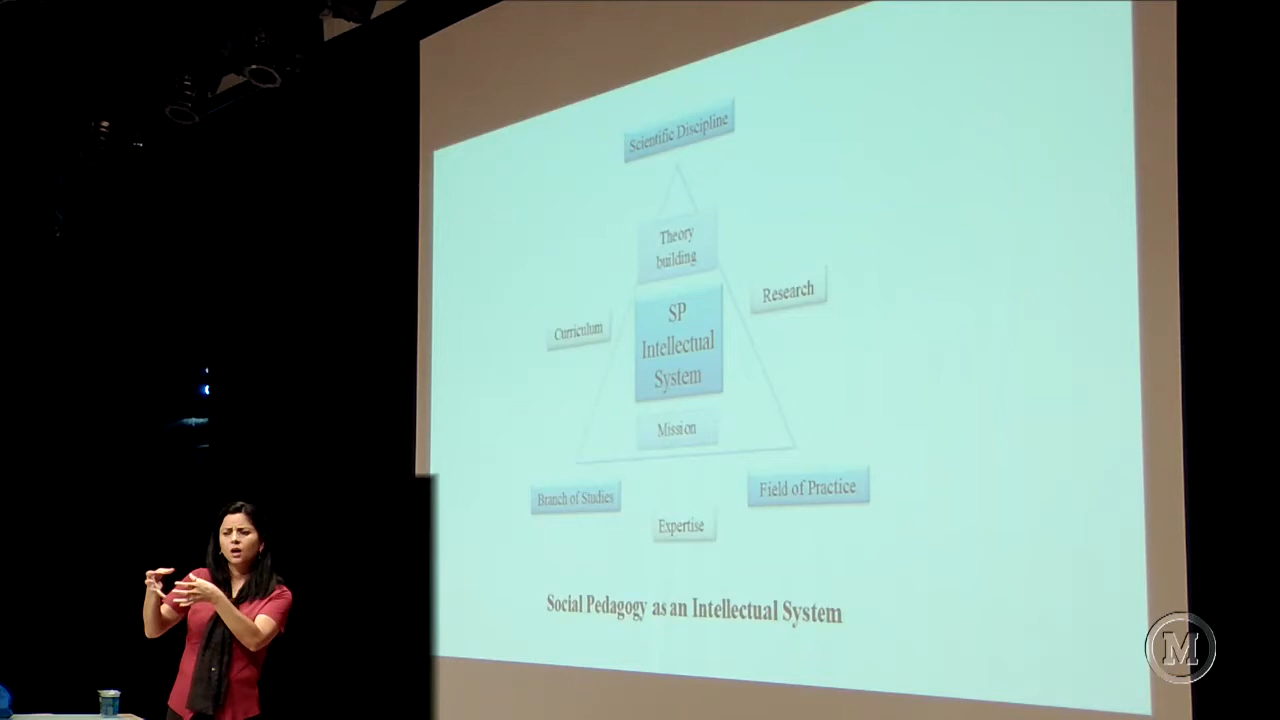 Scientific Discipline
Theory
building
Research
SP
Intellectual
System
Curriculum
Mission
Branch of Studies
Field of Practice
Expertise
Social Pedagogy as an Intellectual System
M